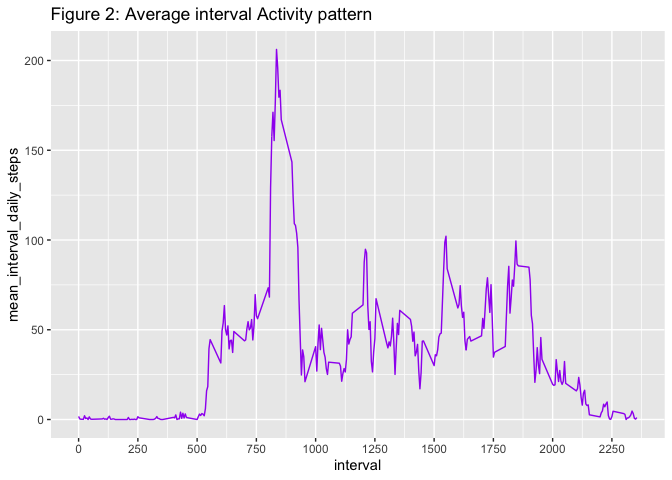 Figure 2: Average interval Activity pattern
mean_interval_daily_steps
200
150
100
50
0
0 250 500 750 1000 1250 1500 1750 2000 2250
interval